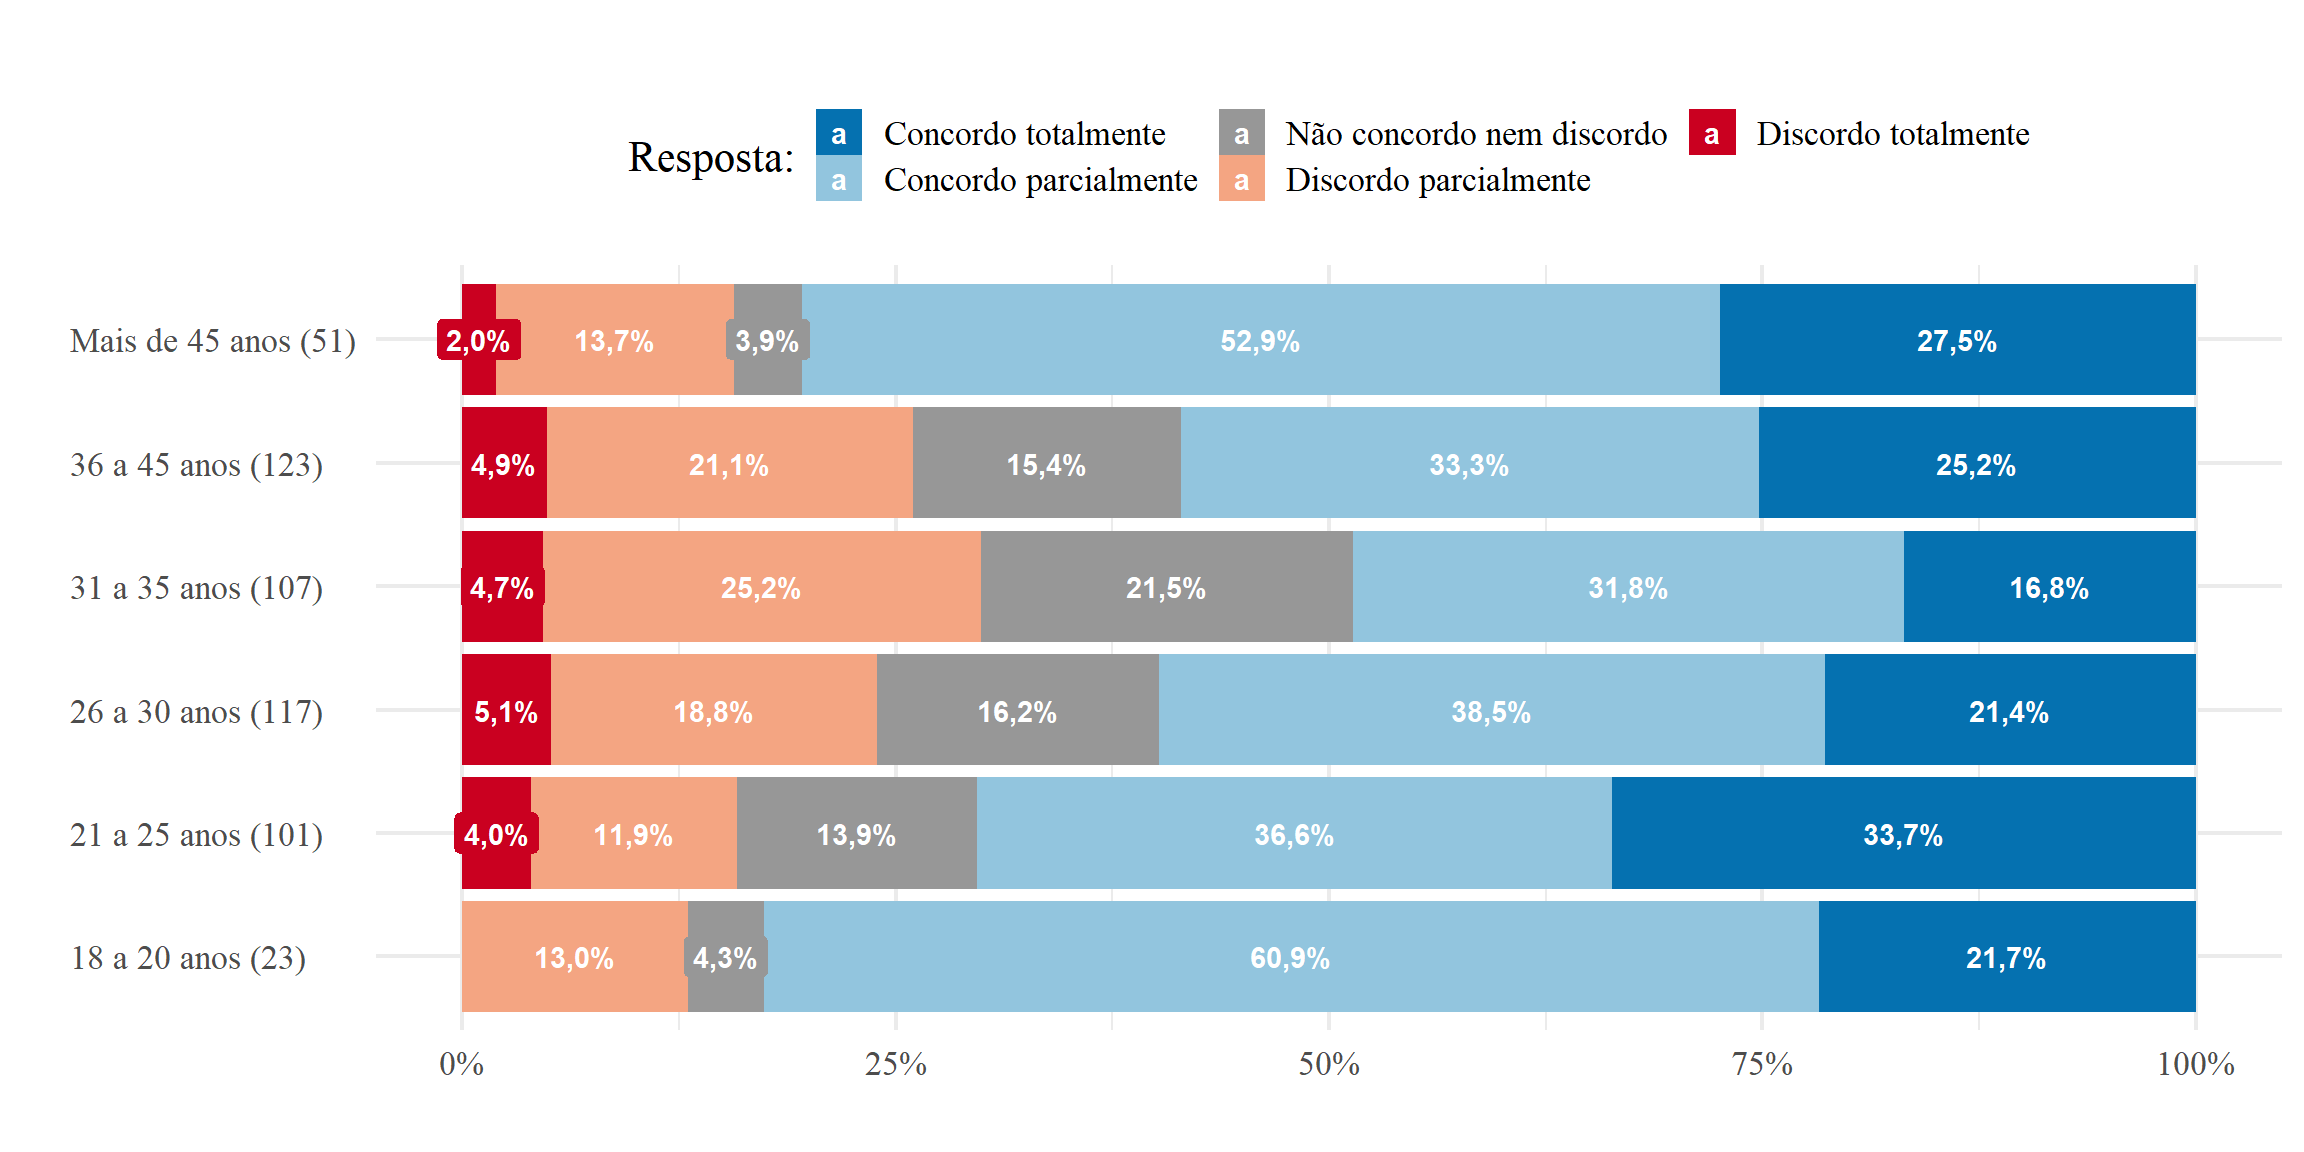 Resposta:
a Concordo totalmente
a Não concordo nem discordo
a Discordo totalmente
a Concordo parcialmente
a Discordo parcialmente
Mais de 45 anos (51) 2,0% 13,7% 3,9% 52,9% 27,5%
36 a 45 anos (123) 4,9% 21,1% 15,4% 33,3% 25,2%
31 a 35 anos (107) 4,7% 25,2% 21,5% 31,8% 16,8%
26 a 30 anos (117) 5,1% 18,8% 16,2% 38,5% 21,4%
21 a 25 anos (101) 4,0% 11,9% 13,9% 36,6% 33,7%
18 a 20 anos (23) 13,0% 4,3% 60,9% 21,7%
0% 25% 50% 75% 100%